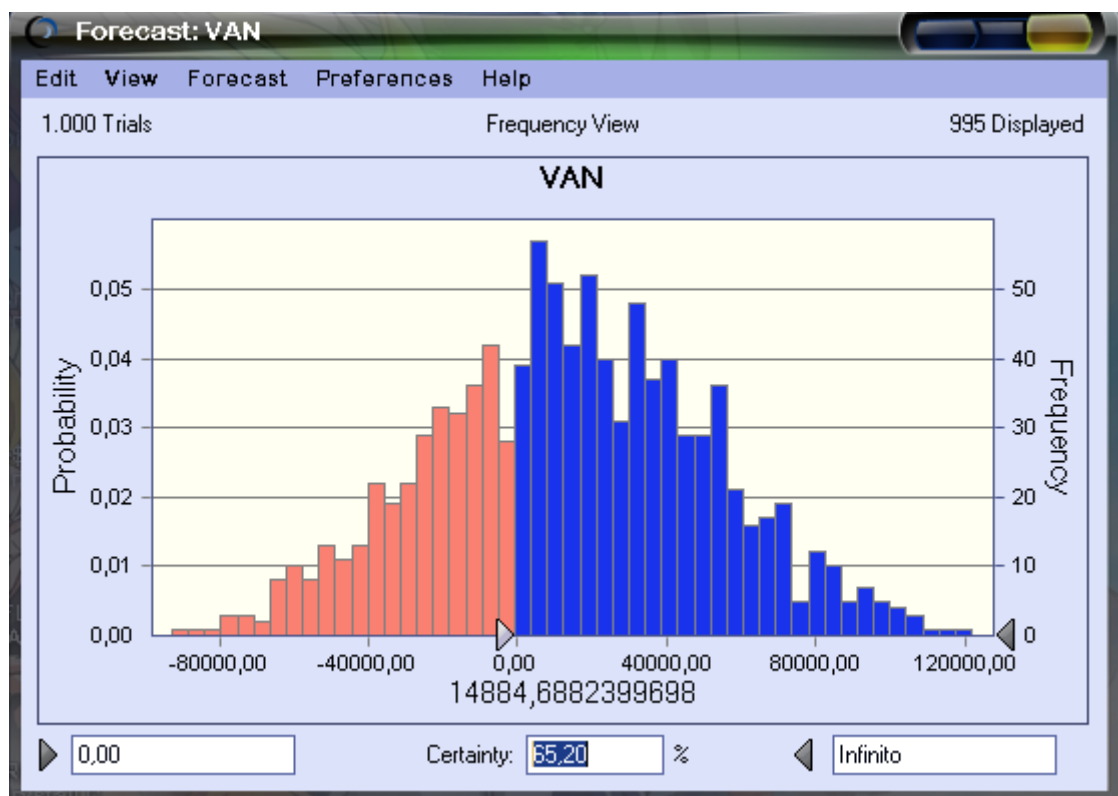 Forecast: VAN
Edit View Forecast Preferences Help
1.000 Trials Frequency View 995 Displayed
VAN
Probability
0,05
0,04
0,03
0,02
0,01
0,00
50
40
30
20
10
0
Frequency
-80000,00 -40000,00 0,00 40000,00 80000,00 120000,00
14884,6882399698
0,00 Certainty: 65,20 % Infinito